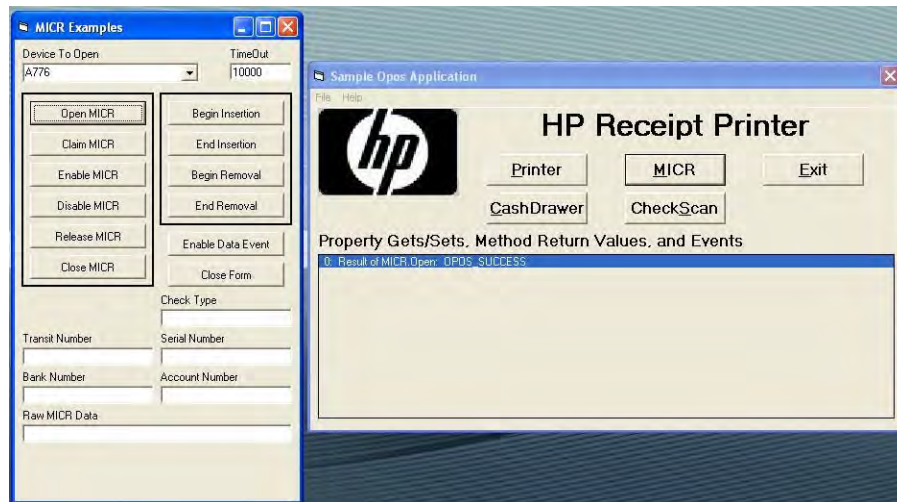 MICR Examples
Device To Open
TimeOut
A776
10000
Open MICR
Begin Insertion
Claim MICR
End Insertion
Enable MICR
Begin Removal
Disable MICR
End Removal
Release MICR
Enable Data Event
Close MICR
Close Form
Check Type
Transit Number
Serial Number
Bank Number
Account Number
Raw MICR Data
Sample Opos Application
File Help
hp
HP Receipt Printer
Printer
MICR
Exit
CashDrawer
CheckScan
Property Gets/Sets, Method Return Values, and Events
0: Result of MICR.Open: OPOS_SUCCESS